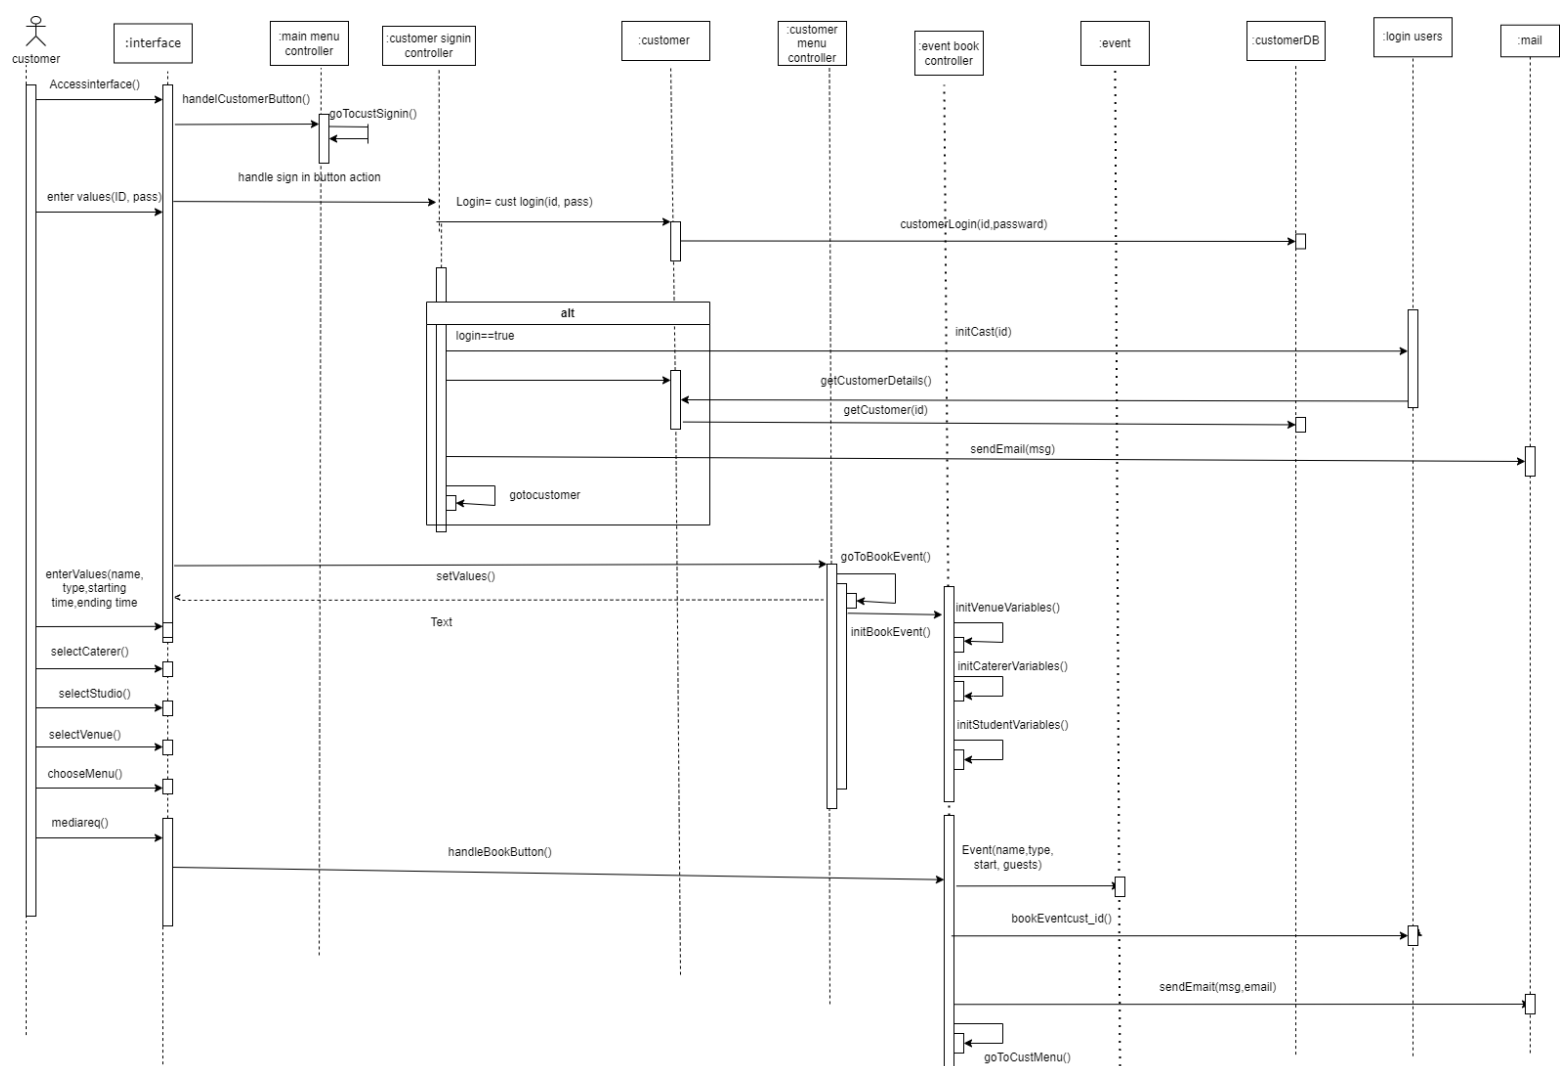 customer
:interface
:main menu
controller
:customer signin
controller
:customer
:customer
menu
controller
:event book
controller
:event
:customerDB
:login users
:mail
Accessinterface()
handelCustomerButton()
goTocustSignin()
handle sign in button action
enter values(ID, pass)
Login= cust login(id, pass)
customerLogin(id,passward)
alt
login==true
initCast(id)
getCustomerDetails()
getCustomer(id)
sendEmail(msg)
gotocustomer
goToBookEvent()
setValues()
enterValues(name,
type,starting
time,ending time
Text
initBookEvent()
initVenueVariables()
selectCaterer()
initCatererVariables()
selectStudio()
initStudentVariables()
selectVenue()
chooseMenu()
mediareq()
handleBookButton()
Event(name,type,
start, guests)
bookEventcust_id()
sendEmait(msg,email)
goToCustMenu()